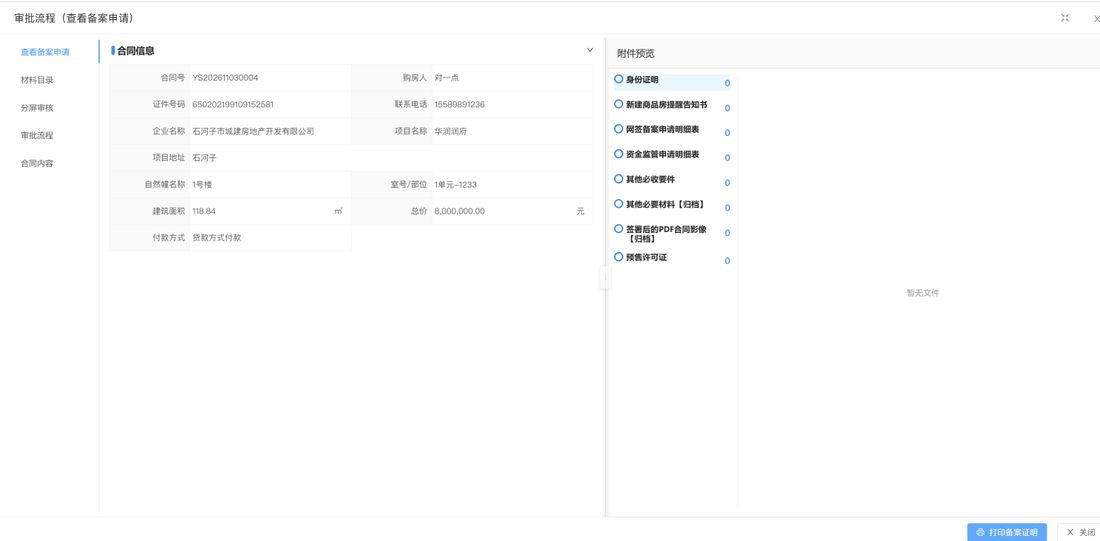 审批流程（查看备案申请）
查看备案申请
材料目录
分屏审核
审批流程
合同内容
合同信息
合同号 YS202611030004 购房人 对一点
证件号码 650202199109152581 联系电话 15589891236
企业名称 石河子市城建房地产开发有限公司 项目名称 华润润府
项目地址 石河子
自然幢名称 1号楼 室号/部位 1单元-1233
建筑面积 118.84 ㎡ 总价 8,000,000.00 元
付款方式 贷款方式付款
附件预览
身份证明 0
新建商品房提醒告知书 0
网签备案申请明细表 0
资金监管申请明细表 0
其他必收要件 0
其他必要材料【归档】 0
签署后的PDF合同影像
【归档】 0
预售许可证 0
暂无文件
打印备案证明
关闭